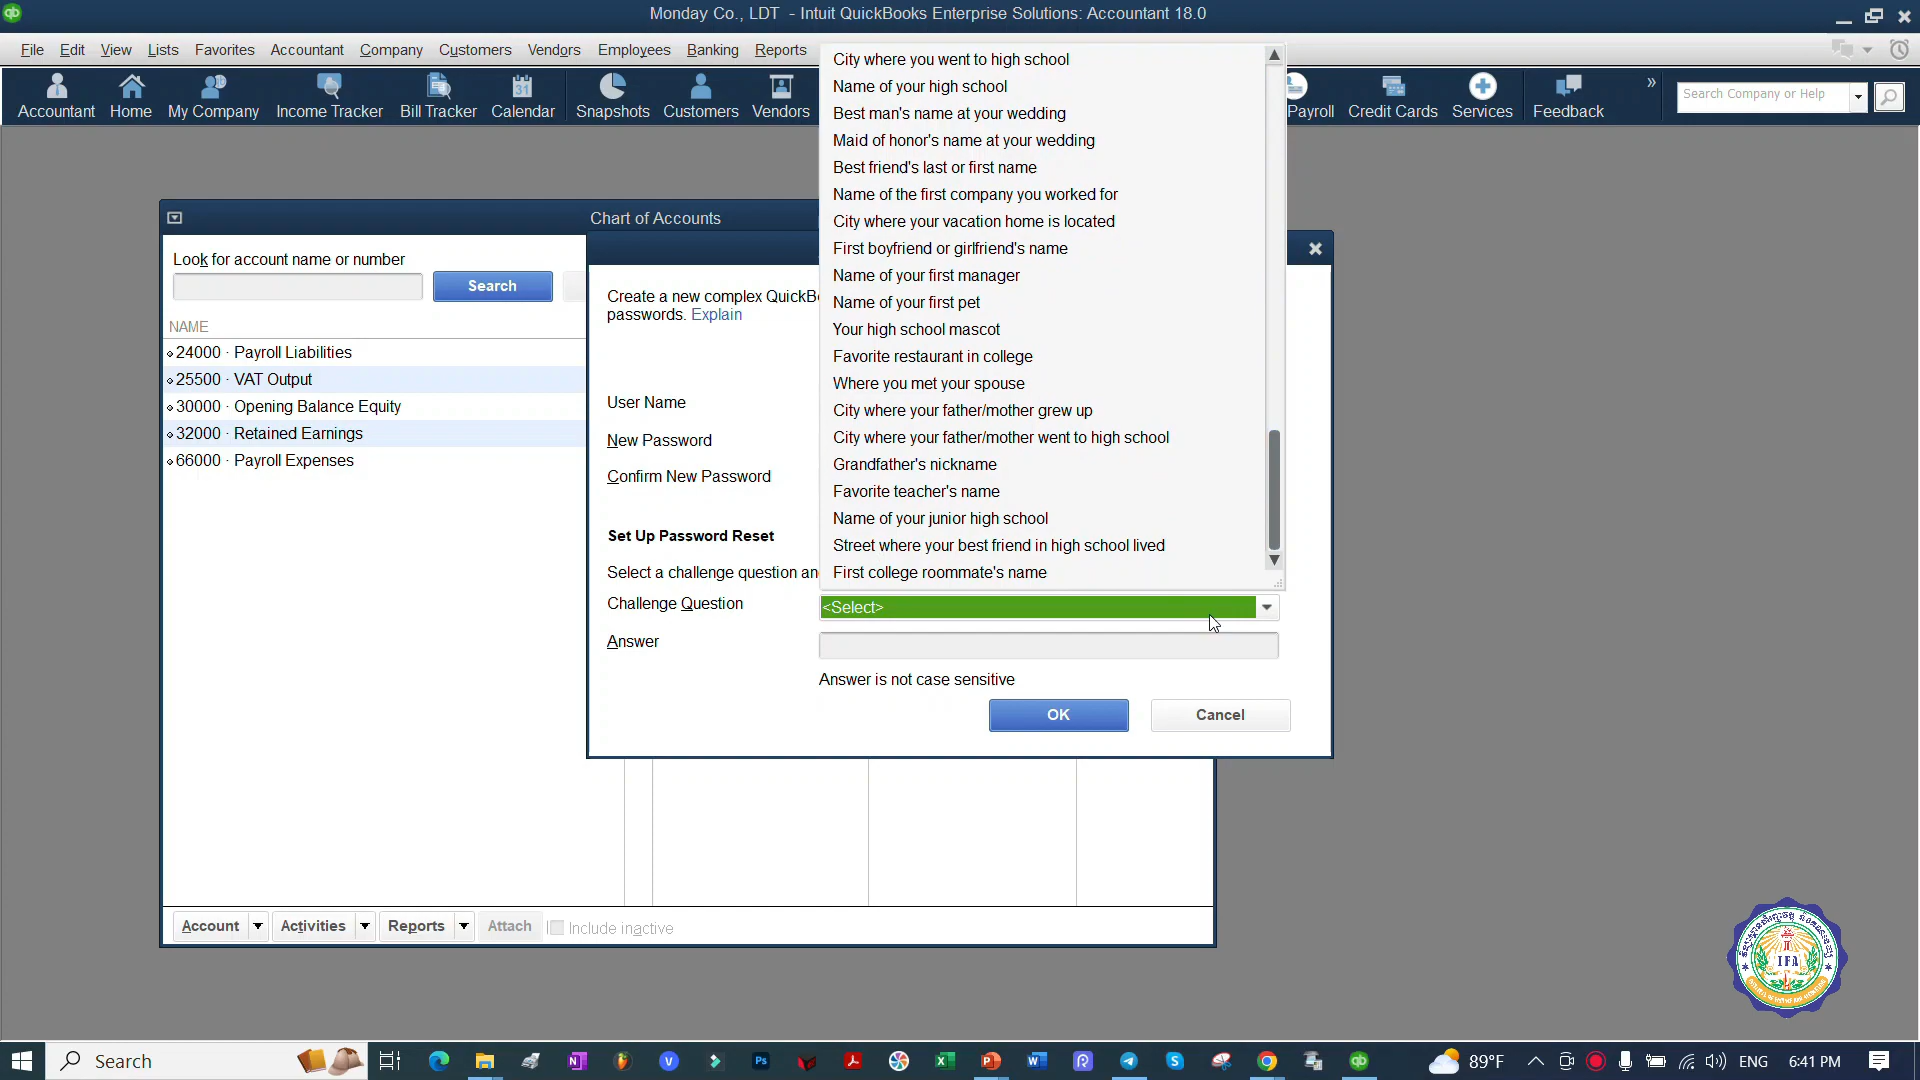 Monday Co., LDT - Intuit QuickBooks Enterprise Solutions: Accountant 18.0
File Edit View Lists Favorites Accountant Company Customers Vendors Employees Banking Reports
Accountant Home My Company Income Tracker Bill Tracker Calendar Snapshots Customers Vendors Payroll Credit Cards Services Feedback
31
Search Company or Help
City where you went to high school
Name of your high school
Best man's name at your wedding
Maid of honor's name at your wedding
Best friend's last or first name
Name of the first company you worked for
City where your vacation home is located
First boyfriend or girlfriend's name
Name of your first manager
Name of your first pet
Your high school mascot
Favorite restaurant in college
Where you met your spouse
City where your father/mother grew up
City where your father/mother went to high school
Grandfather's nickname
Favorite teacher's name
Name of your junior high school
Street where your best friend in high school lived
First college roommate's name
Chart of Accounts
Look for account name or number
Search
NAME
24000 · Payroll Liabilities
25500 · VAT Output
30000 · Opening Balance Equity
32000 · Retained Earnings
66000 · Payroll Expenses
Create a new complex QuickB
passwords. Explain
User Name
New Password
Confirm New Password
Set Up Password Reset
Select a challenge question an
Challenge Question
<Select>
Answer
Answer is not case sensitive
OK Cancel
Account Activities Reports Attach Include inactive
IFA
Search
89°F
ENG 6:41 PM